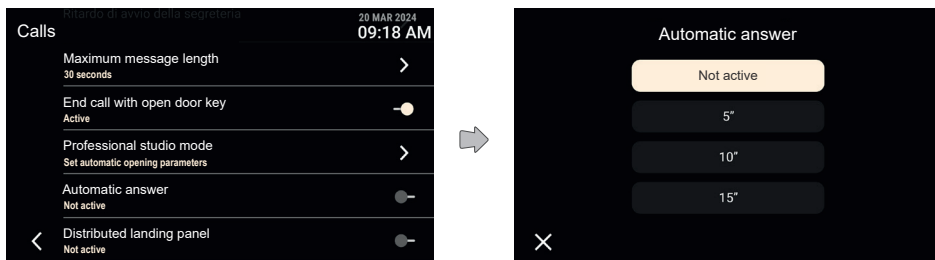 Ritardo di avvio della segreteria
Calls
20 MAR 2024
09:18 AM
Maximum message length
30 seconds
End call with open door key
Active
Professional studio mode
Set automatic opening parameters
Automatic answer
Not active
Distributed landing panel
Not active
Automatic answer
Not active
5”
10”
15”